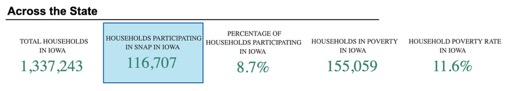 Across the State
TOTAL HOUSEHOLDS
IN IOWA
1,337,243
HOUSEHOLDS PARTICIPATING
IN SNAP IN IOWA
116,707
PERCENTAGE OF
HOUSEHOLDS PARTICIPATING
IN IOWA
8.7%
HOUSEHOLDS IN POVERTY
IN IOWA
155,059
HOUSEHOLD POVERTY RATE
IN IOWA
11.6%